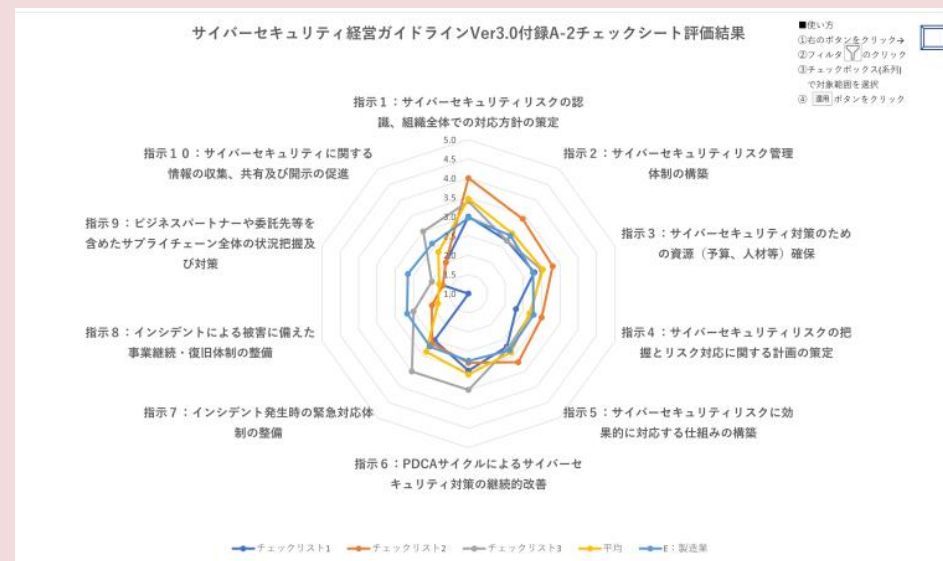 サイバーセキュリティ経営ガイドラインVer3.0付録A-2チェックシート評価結果
■使い方
①右のボタンをクリック→
②フィルタ のクリック
③チェックボックス(系列)
で対象範囲を選択
④ 適用 ボタンをクリック
指示１：サイバーセキュリティリスクの認
識、組織全体での対応方針の策定
指示２：サイバーセキュリティリスク管理
体制の構築
指示３：サイバーセキュリティ対策のため
の資源（予算、人材等）確保
指示４：サイバーセキュリティリスクの把
握とリスク対応に関する計画の策定
指示５：サイバーセキュリティリスクに効
果的に対応する仕組みの構築
指示６：PDCAサイクルによるサイバーセ
キュリティ対策の継続的改善
指示７：インシデント発生時の緊急対応体
制の整備
指示８：インシデントによる被害に備えた
事業継続・復旧体制の整備
指示９：ビジネスパートナーや委託先等を
含めたサプライチェーン全体の状況把握及
び対策
指示１０：サイバーセキュリティに関する
情報の収集、共有及び開示の促進
5.0
4.5
4.0
3.5
3.0
2.5
2.0
1.5
1.0
チェックリスト1
チェックリスト2
チェックリスト3
平均
E：製造業